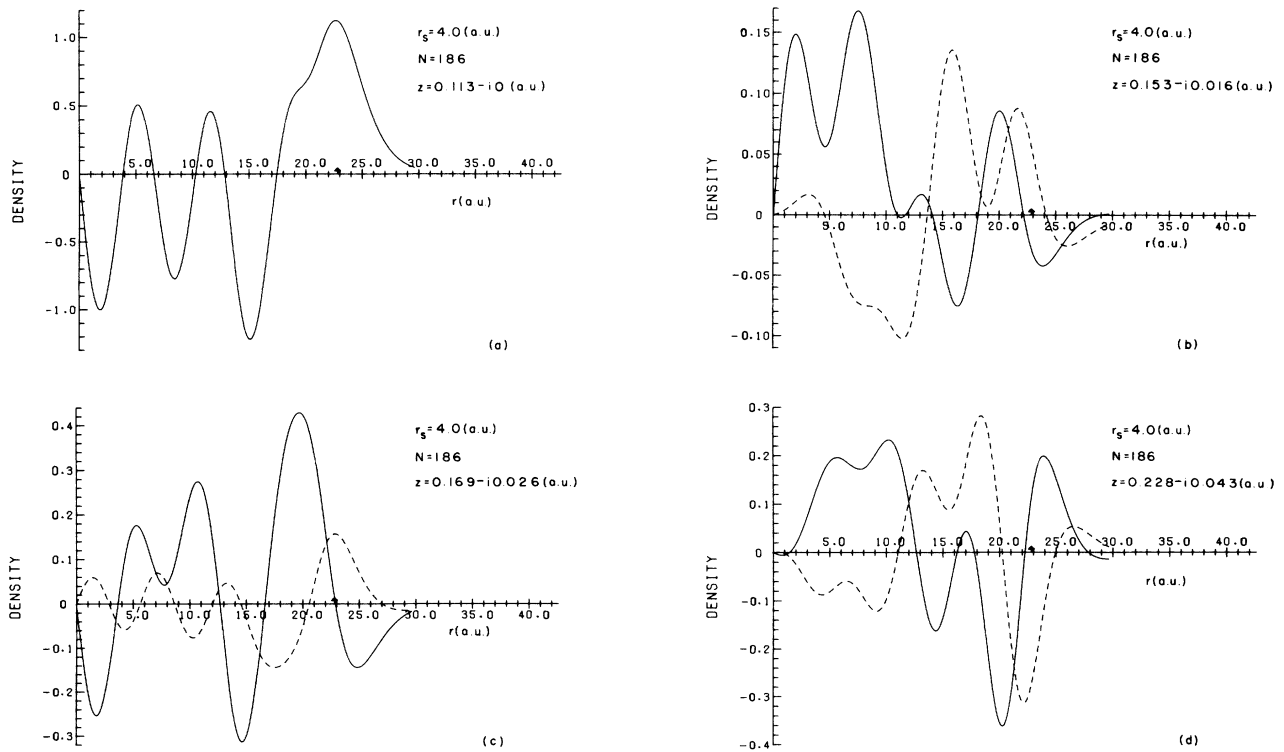 1.0
0.5
0
-0.5
-1.0
DENSITY
5.0 10.0 15.0 20.0 25.0 30.0 35.0 40.0
r(a.u.)
r_s=4.0(a.u.)
N=186
z=0.113-i0 (a.u)
(a)
0.15
0.10
0.05
0
-0.05
-0.10
DENSITY
9.0 10.0 15.0 20.0 25.0 30.0 35.0 40.0
r(a.u.)
r_s=4.0(a.u.)
N=186
z=0.153-i0.016(a.u.)
(b)
0.4
0.3
0.2
0.1
0
-0.1
-0.2
-0.3
DENSITY
5.0 10.0 15.0 20.0 25.0 30.0 35.0 40.0
r(a.u.)
r_s=4.0(a.u.)
N=186
z=0.169-i0.026(a.u.)
(c)
0.3
0.2
0.1
0
-0.1
-0.2
-0.3
-0.4
DENSITY
5.0 10.0 15.0 20.0 25.0 30.0 35.0 40.0
r(a.u.)
r_s=4.0(a.u.)
N=186
z=0.228-i0.043(a.u)
(d)